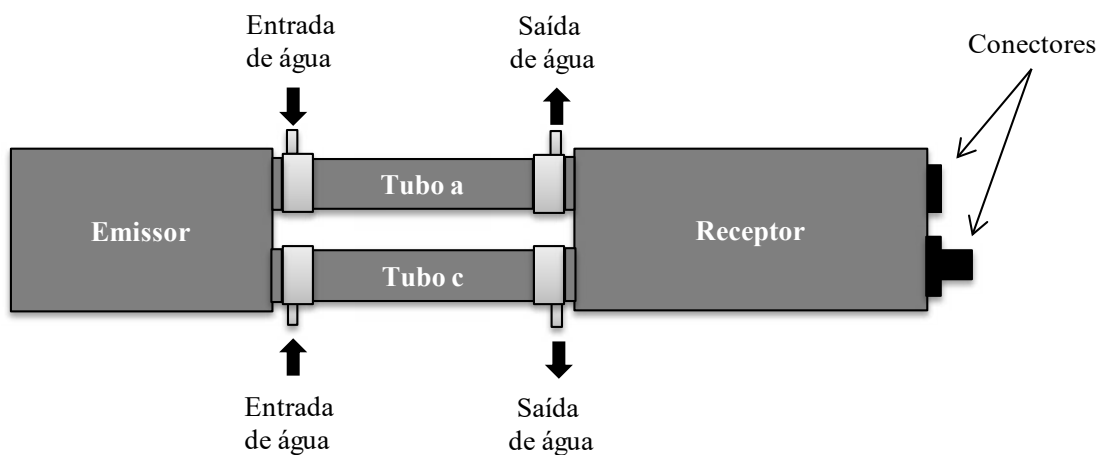 Entrada
de água
Saída
de água
Conectores
Tubo a
Emissor
Receptor
Tubo c
Entrada
de água
Saída
de água